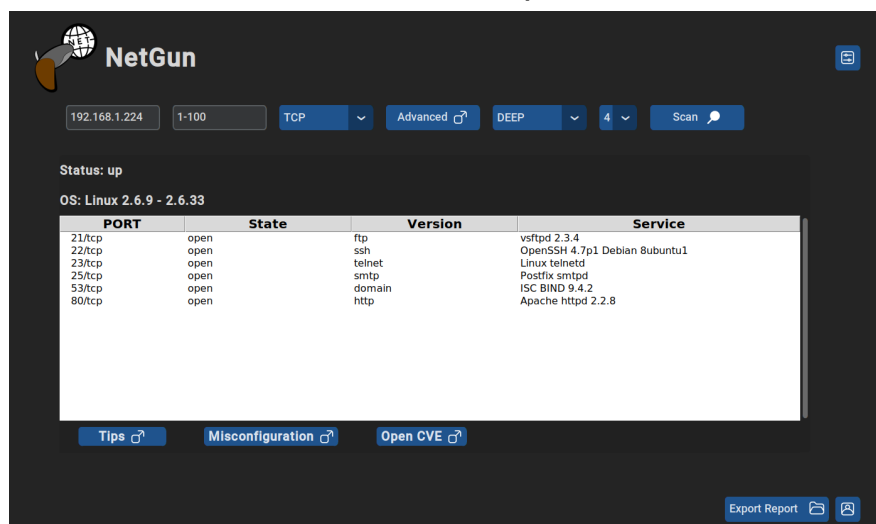 NET
NetGun
192.168.1.224 1-100 TCP Advanced DEEP 4 Scan
Status: up
OS: Linux 2.6.9 - 2.6.33
PORT State Version Service
21/tcp open ftp vsftpd 2.3.4
22/tcp open ssh OpenSSH 4.7p1 Debian 8ubuntu1
23/tcp open telnet Linux telnetd
25/tcp open smtp Postfix smtpd
53/tcp open domain ISC BIND 9.4.2
80/tcp open http Apache httpd 2.2.8
Tips Misconfiguration Open CVE
Export Report